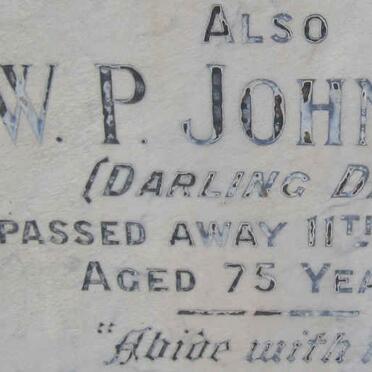 ALSO
W. P. JOHN
(DARLING D
PASSED AWAY 11TH
AGED 75 YEA
"Abide with